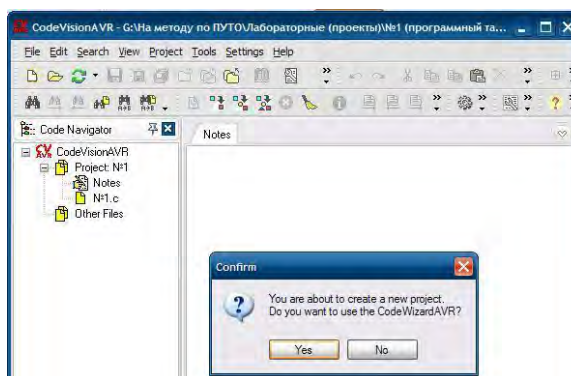 CodeVisionAVR - G:\На методу по ПУТО\Лабораторные (проекты)\№1 (программный та...
File Edit Search View Project Tools Settings Help
Code Navigator
Notes
CodeVisionAVR
Project: №1
Notes
№1.c
Other Files
Confirm
You are about to create a new project.
Do you want to use the CodeWizardAVR?
Yes No